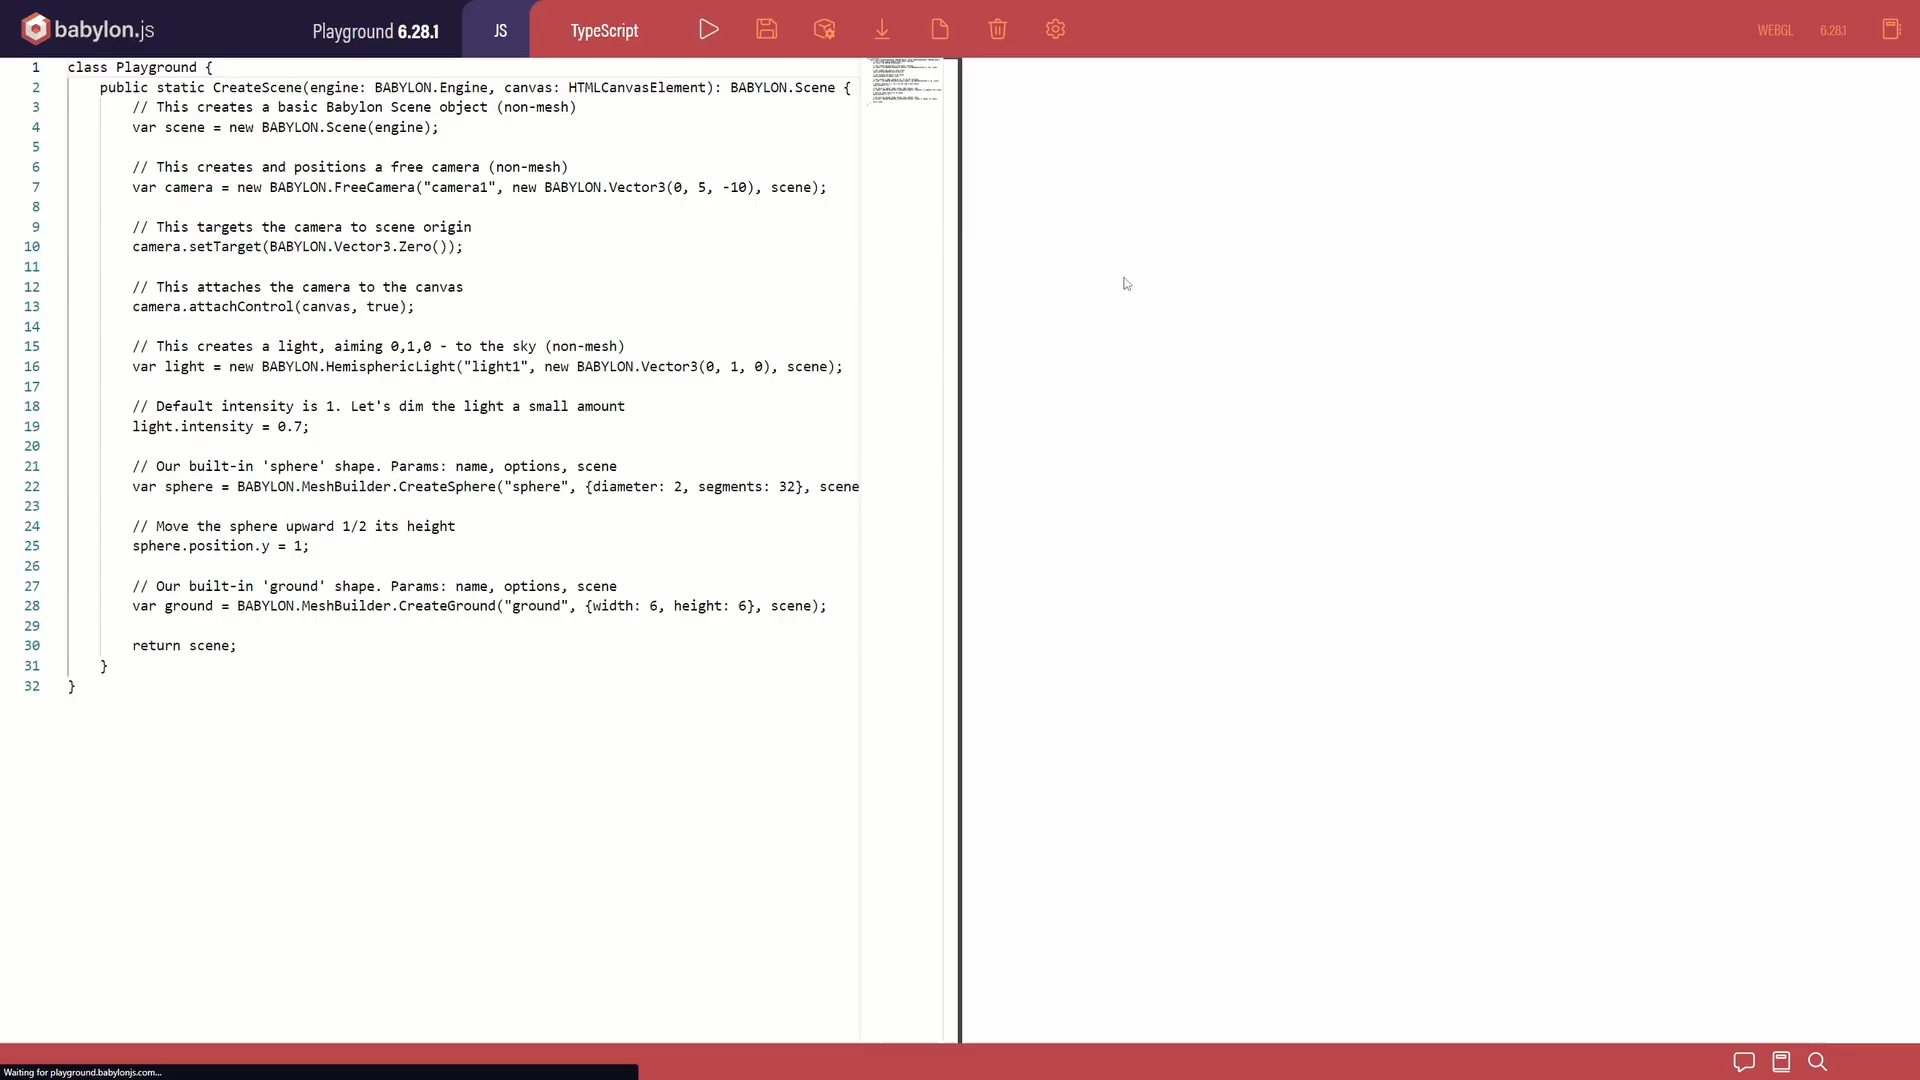 babylon.js
Playground 6.28.1
JS
TypeScript
WEBGL
6.28.1
1 class Playground {
2 public static CreateScene(engine: BABYLON.Engine, canvas: HTMLCanvasElement): BABYLON.Scene {
3 // This creates a basic Babylon Scene object (non-mesh)
4 var scene = new BABYLON.Scene(engine);
5
6 // This creates and positions a free camera (non-mesh)
7 var camera = new BABYLON.FreeCamera("camera1", new BABYLON.Vector3(0, 5, -10), scene);
8
9 // This targets the camera to scene origin
10 camera.setTarget(BABYLON.Vector3.Zero());
11
12 // This attaches the camera to the canvas
13 camera.attachControl(canvas, true);
14
15 // This creates a light, aiming 0,1,0 - to the sky (non-mesh)
16 var light = new BABYLON.HemisphericLight("light1", new BABYLON.Vector3(0, 1, 0), scene);
17
18 // Default intensity is 1. Let's dim the light a small amount
19 light.intensity = 0.7;
20
21 // Our built-in 'sphere' shape. Params: name, options, scene
22 var sphere = BABYLON.MeshBuilder.CreateSphere("sphere", {diameter: 2, segments: 32}, scene
23
24 // Move the sphere upward 1/2 its height
25 sphere.position.y = 1;
26
27 // Our built-in 'ground' shape. Params: name, options, scene
28 var ground = BABYLON.MeshBuilder.CreateGround("ground", {width: 6, height: 6}, scene);
29
30 return scene;
31 }
32 }
Waiting for playground.babylonjs.com...